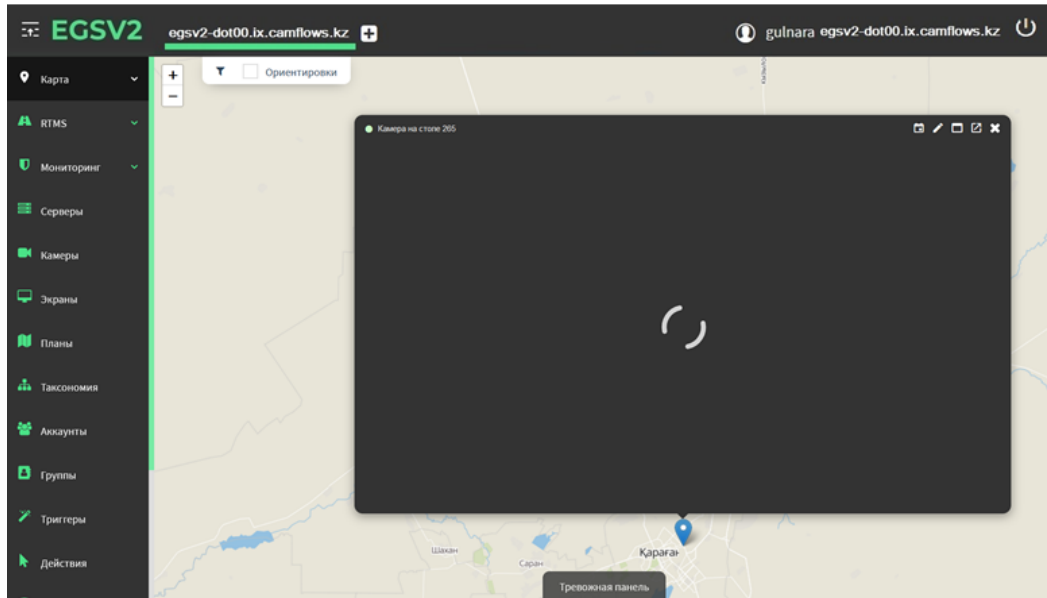 EGSV2
egsv2-dot00.ix.camflows.kz
gulnara egsv2-dot00.ix.camflows.kz
Карта
RTMS
Мониторинг
Серверы
Камеры
Экраны
Планы
Таксономия
Аккаунты
Группы
Триггеры
Действия
+
−
Ориентировки
Камера на столе 265
Шахан
Саран
Қараған
Тревожная панель